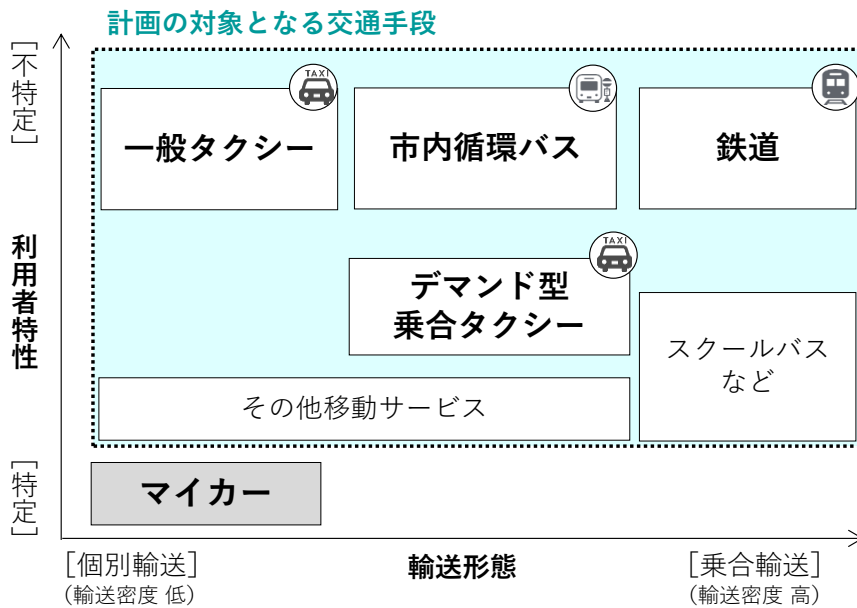 計画の対象となる交通手段
[不特定]
TAXI
一般タクシー
市内循環バス
鉄道
利用者特性
TAXI
デマンド型
乗合タクシー
スクールバス
など
その他移動サービス
[特定]
マイカー
[個別輸送]
(輸送密度 低)
輸送形態
[乗合輸送]
(輸送密度 高)